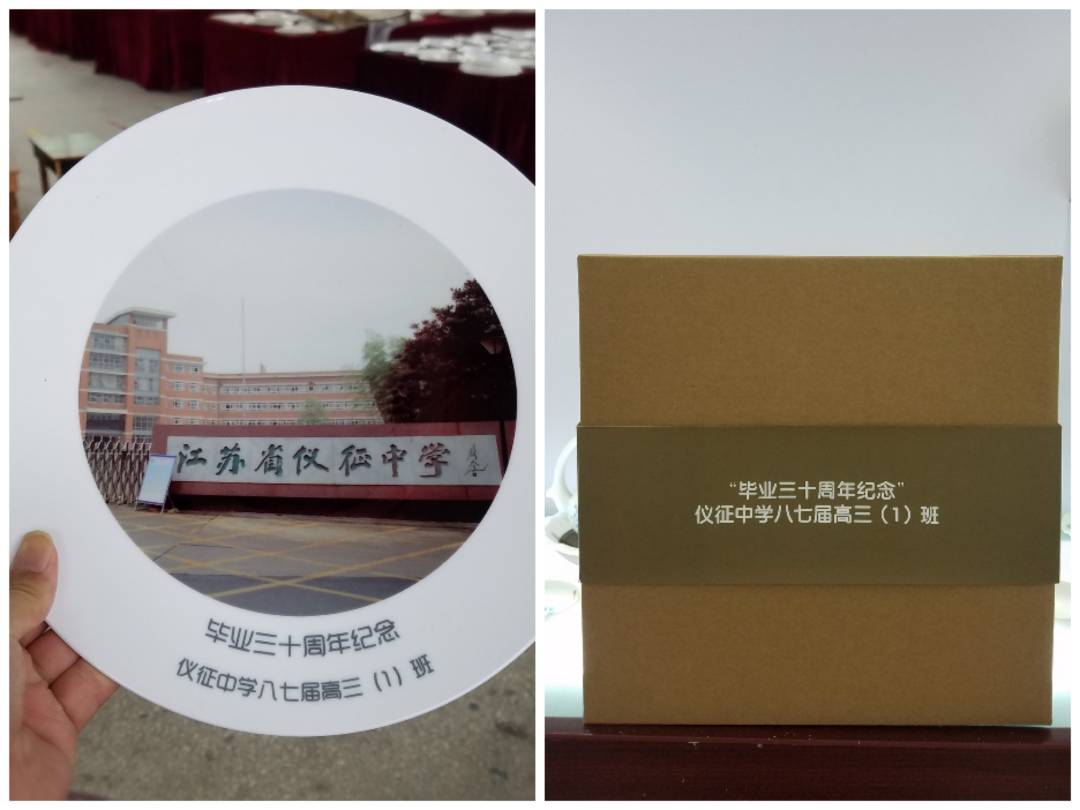 江苏省仪征中学
毕业三十周年纪念
仪征中学八七届高三（1）班
“毕业三十周年纪念”
仪征中学八七届高三（1）班